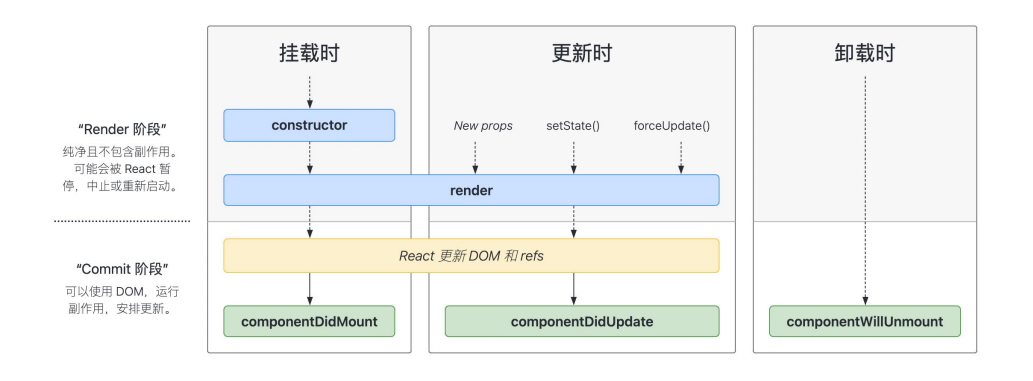 挂载时
更新时
卸载时
“Render 阶段”
纯净且不包含副作用。
可能会被 React 暂
停，中止或重新启动。
constructor
New props
setState()
forceUpdate()
render
“Commit 阶段”
可以使用 DOM，运行
副作用，安排更新。
React 更新 DOM 和 refs
componentDidMount
componentDidUpdate
componentWillUnmount